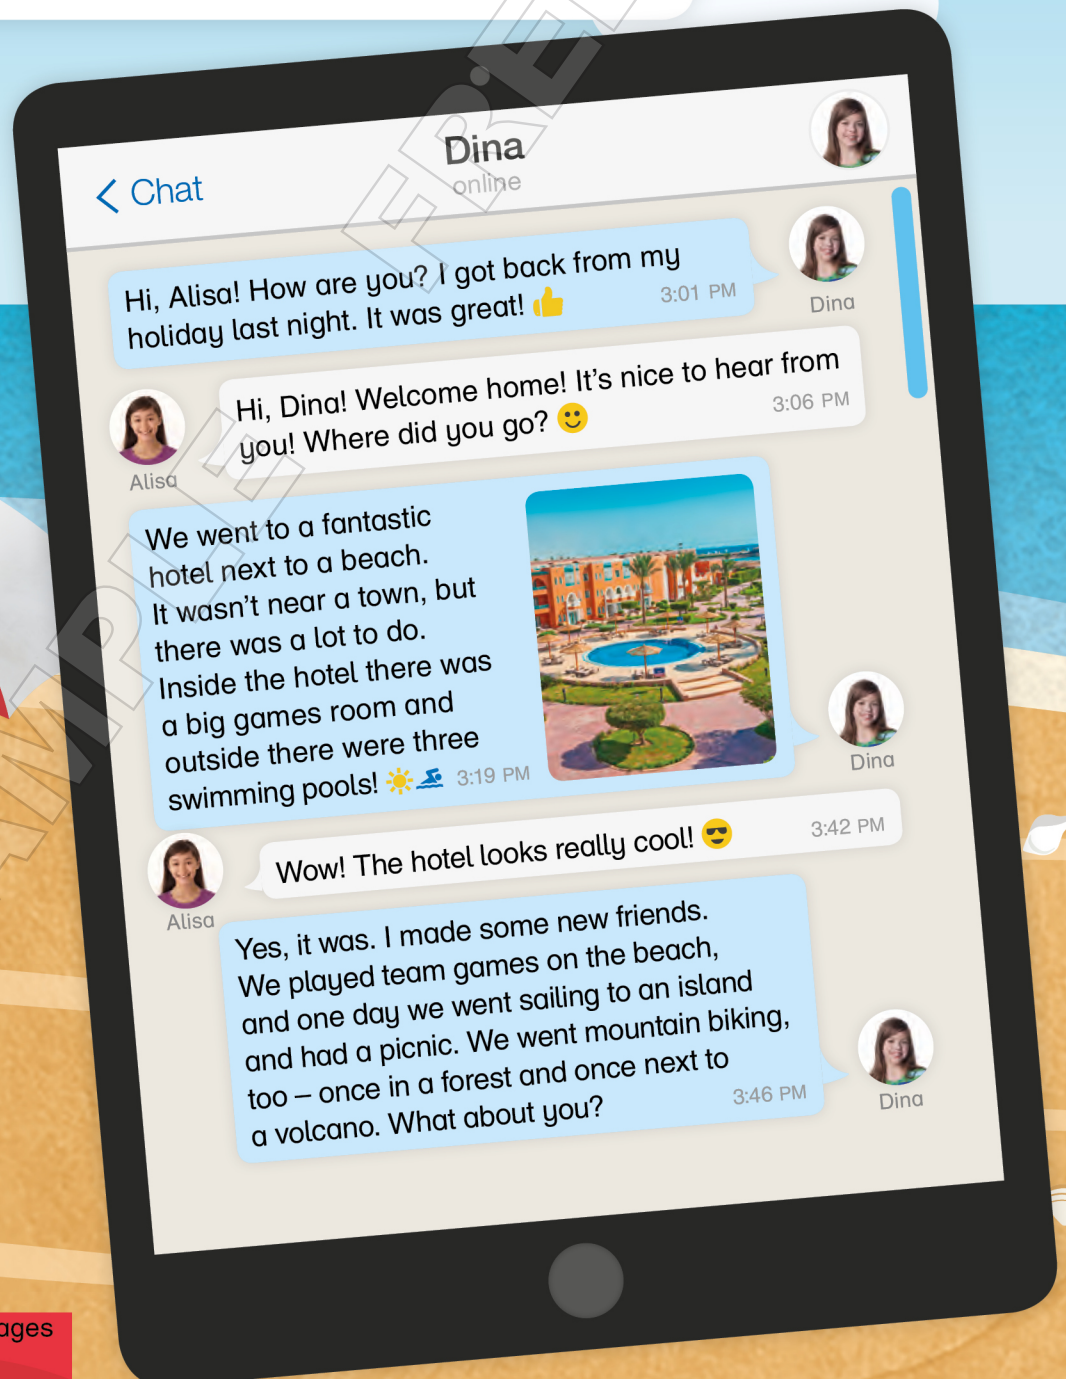 Dina
online
Chat
Hi, Alisa! How are you? I got back from my
holiday last night. It was great! 👍
3:01 PM
Dina
Hi, Dina! Welcome home! It's nice to hear from
you! Where did you go? 🙂
3:06 PM
Alisa
We went to a fantastic
hotel next to a beach.
It wasn't near a town, but
there was a lot to do.
Inside the hotel there was
a big games room and
outside there were three
swimming pools! ☀️🏊 3:19 PM
Dina
Wow! The hotel looks really cool! 😎 3:42 PM
Alisa
Yes, it was. I made some new friends.
We played team games on the beach,
and one day we went sailing to an island
and had a picnic. We went mountain biking,
too – once in a forest and once next to
a volcano. What about you?
3:46 PM
Dina